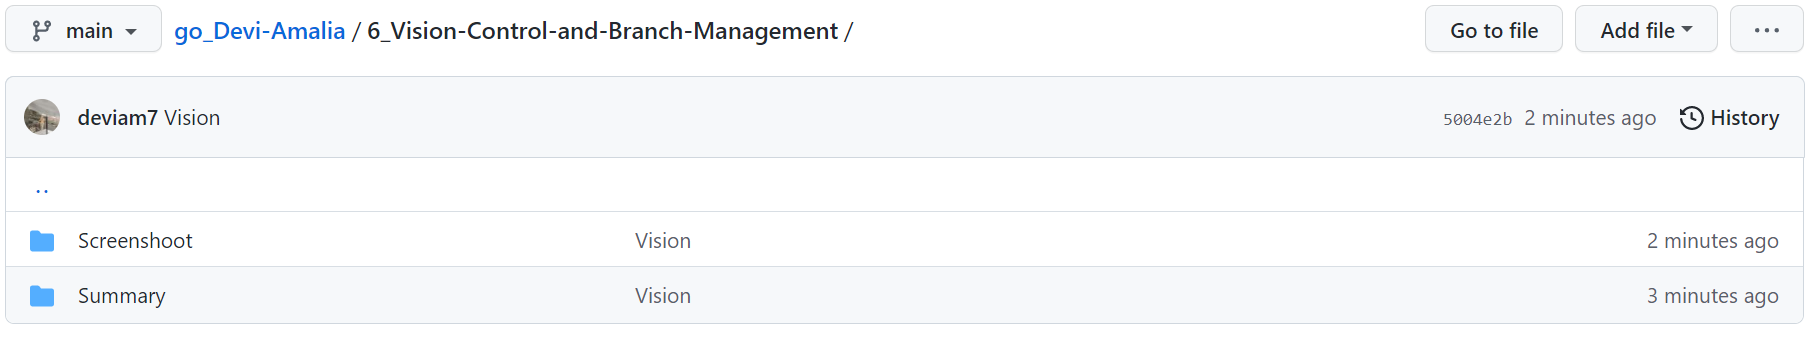 main go_Devi-Amalia / 6_Vision-Control-and-Branch-Management / Go to file Add file ...
deviam7 Vision 5004e2b 2 minutes ago History
..
Screenshoot Vision 2 minutes ago
Summary Vision 3 minutes ago